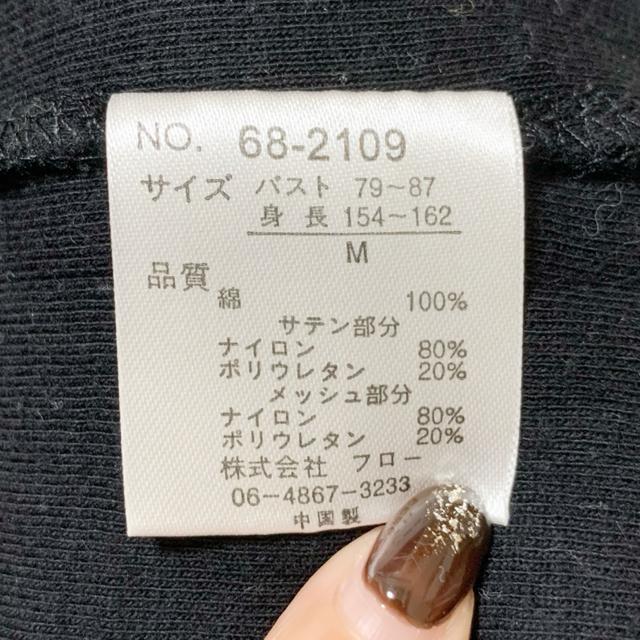 NO. 68-2109
サイズ バスト 79~87
身長 154~162
M
品質
綿 100%
サテン部分
ナイロン 80%
ポリウレタン 20%
メッシュ部分
ナイロン 80%
ポリウレタン 20%
株式会社 フロー
06-4867-3233
中国製